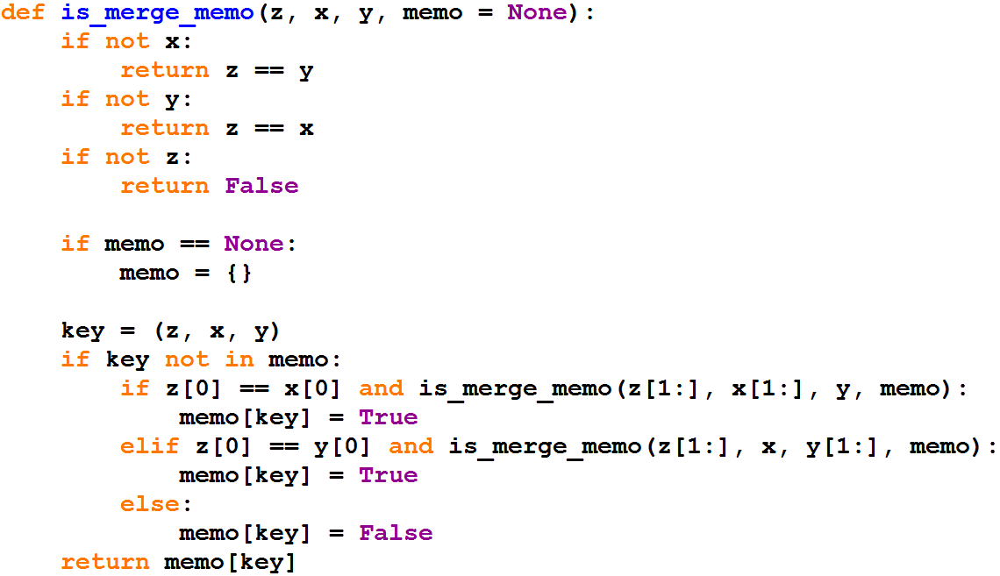 def is_merge_memo(z, x, y, memo = None):
    if not x:
        return z == y
    if not y:
        return z == x
    if not z:
        return False

    if memo == None:
        memo = {}

    key = (z, x, y)
    if key not in memo:
        if z[0] == x[0] and is_merge_memo(z[1:], x[1:], y, memo):
            memo[key] = True
        elif z[0] == y[0] and is_merge_memo(z[1:], x, y[1:], memo):
            memo[key] = True
        else:
            memo[key] = False
    return memo[key]